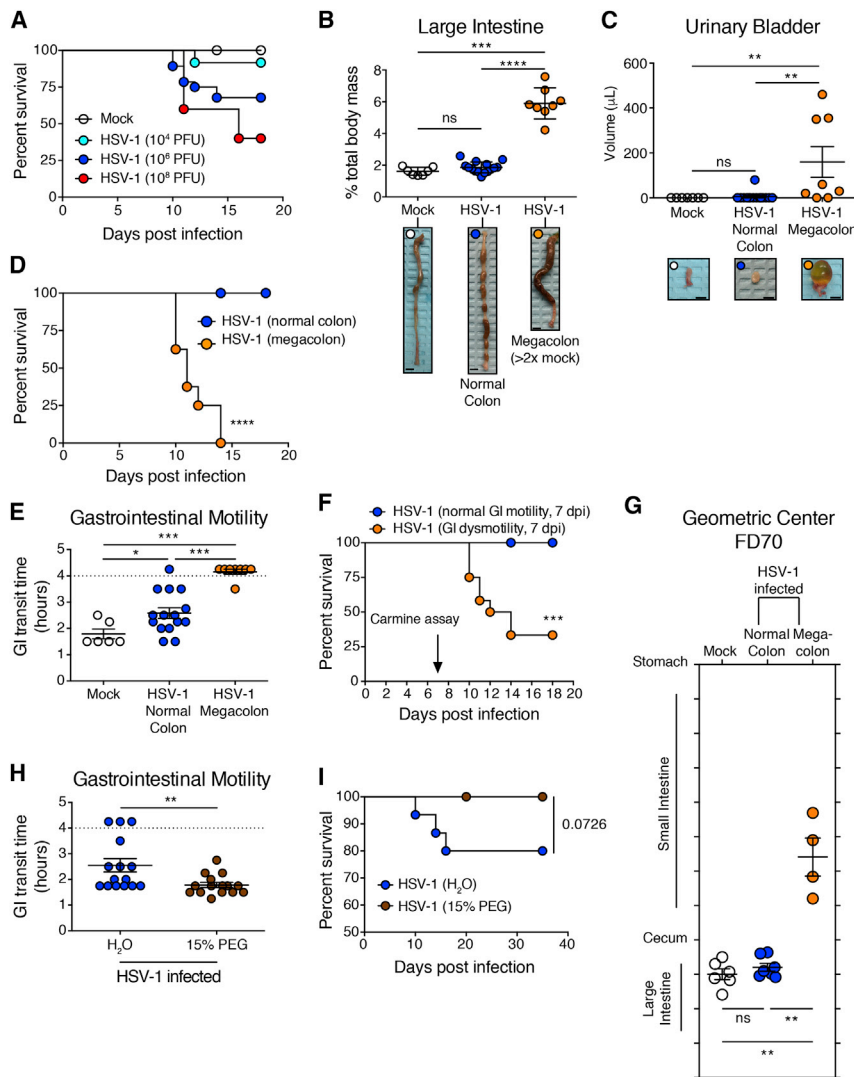 A
100
75
50
25
0
Percent survival
Mock
HSV-1 (10⁴ PFU)
HSV-1 (10⁶ PFU)
HSV-1 (10⁸ PFU)
0 5 10 15 20
Days post infection
B
Large Intestine
***
****
ns
8
6
4
2
0
% total body mass
Mock
HSV-1
HSV-1
Normal
Colon
Megacolon
(>2x mock)
C
Urinary Bladder
**
**
ns
600
400
200
0
Volume (μL)
Mock
HSV-1
Normal
Colon
HSV-1
Megacolon
D
100
75
50
25
0
Percent survival
HSV-1 (normal colon)
HSV-1 (megacolon)
****
0 5 10 15 20
Days post infection
E
Gastrointestinal Motility
***
*
***
5
4
3
2
1
0
GI transit time
(hours)
Mock
HSV-1
Normal
Colon
HSV-1
Megacolon
F
HSV-1 (normal GI motility, 7 dpi)
HSV-1 (GI dysmotility, 7 dpi)
100
75
50
25
0
Percent survival
Carmine assay
***
0 2 4 6 8 10 12 14 16 18 20
Days post infection
G
Geometric Center
FD70
HSV-1
infected
Mock
Normal
Colon
Mega-
colon
Stomach
Small Intestine
Cecum
Large
Intestine
ns
**
**
H
Gastrointestinal Motility
**
5
4
3
2
1
0
GI transit time
(hours)
H₂O
15% PEG
HSV-1 infected
I
100
90
80
70
60
50
Percent survival
0.0726
HSV-1 (H₂O)
HSV-1 (15% PEG)
0 10 20 30 40
Days post infection